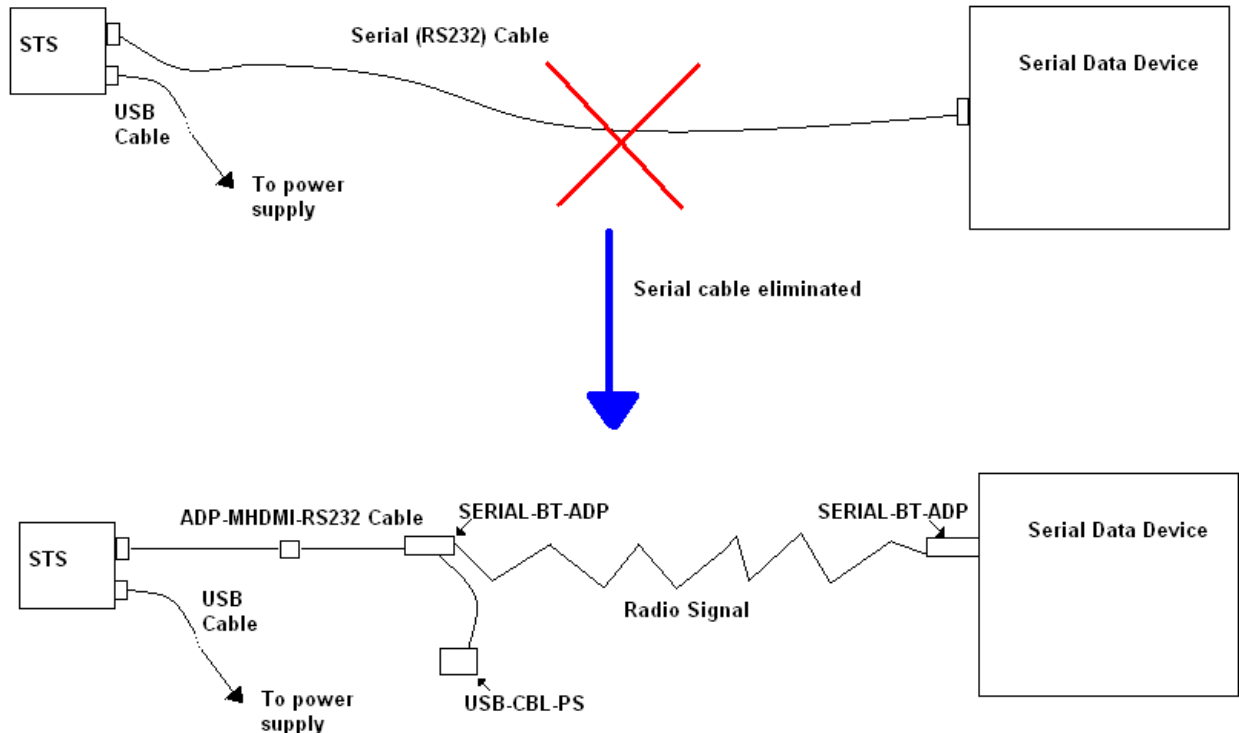 STS
Serial (RS232) Cable
Serial Data Device
USB
Cable
To power
supply
Serial cable eliminated
ADP-MHDMI-RS232 Cable
SERIAL-BT-ADP
SERIAL-BT-ADP
STS
Serial Data Device
USB
Cable
Radio Signal
To power
supply
USB-CBL-PS